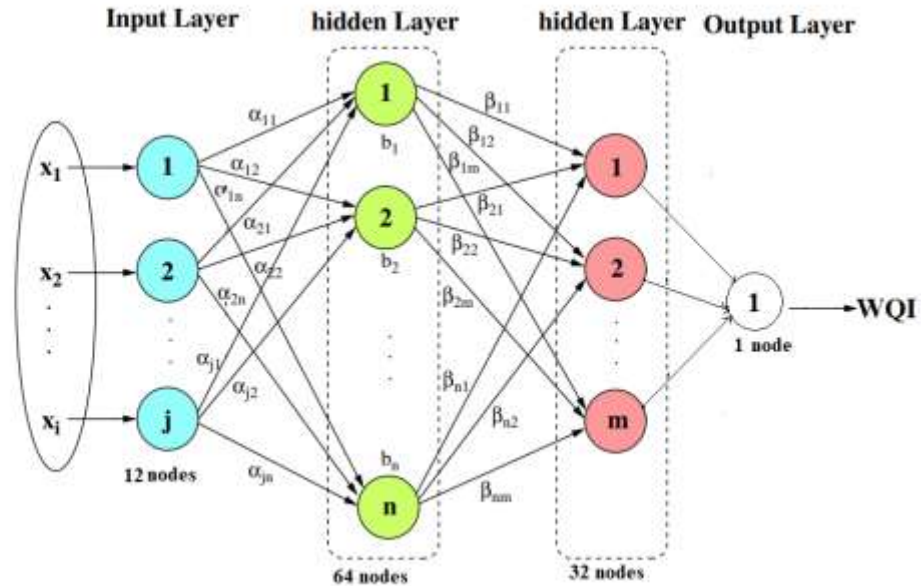 Input Layer
hidden Layer
hidden Layer
Output Layer
x₁
x₂
.
.
.
xᵢ
1
2
. .
. .
j
12 nodes
α₁₁
α₁₂
α₁ₙ
α₂₁
α₂₂
α₂ₙ
αⱼ₁
αⱼ₂
αⱼₙ
1
b₁
2
b₂
.
.
.
bₙ
n
64 nodes
β₁₁
β₁₂
β₁ₘ
β₂₁
β₂₂
β₂ₘ
βₙ₁
βₙ₂
βₙₘ
1
2
. .
. .
m
32 nodes
1
1 node
WQI